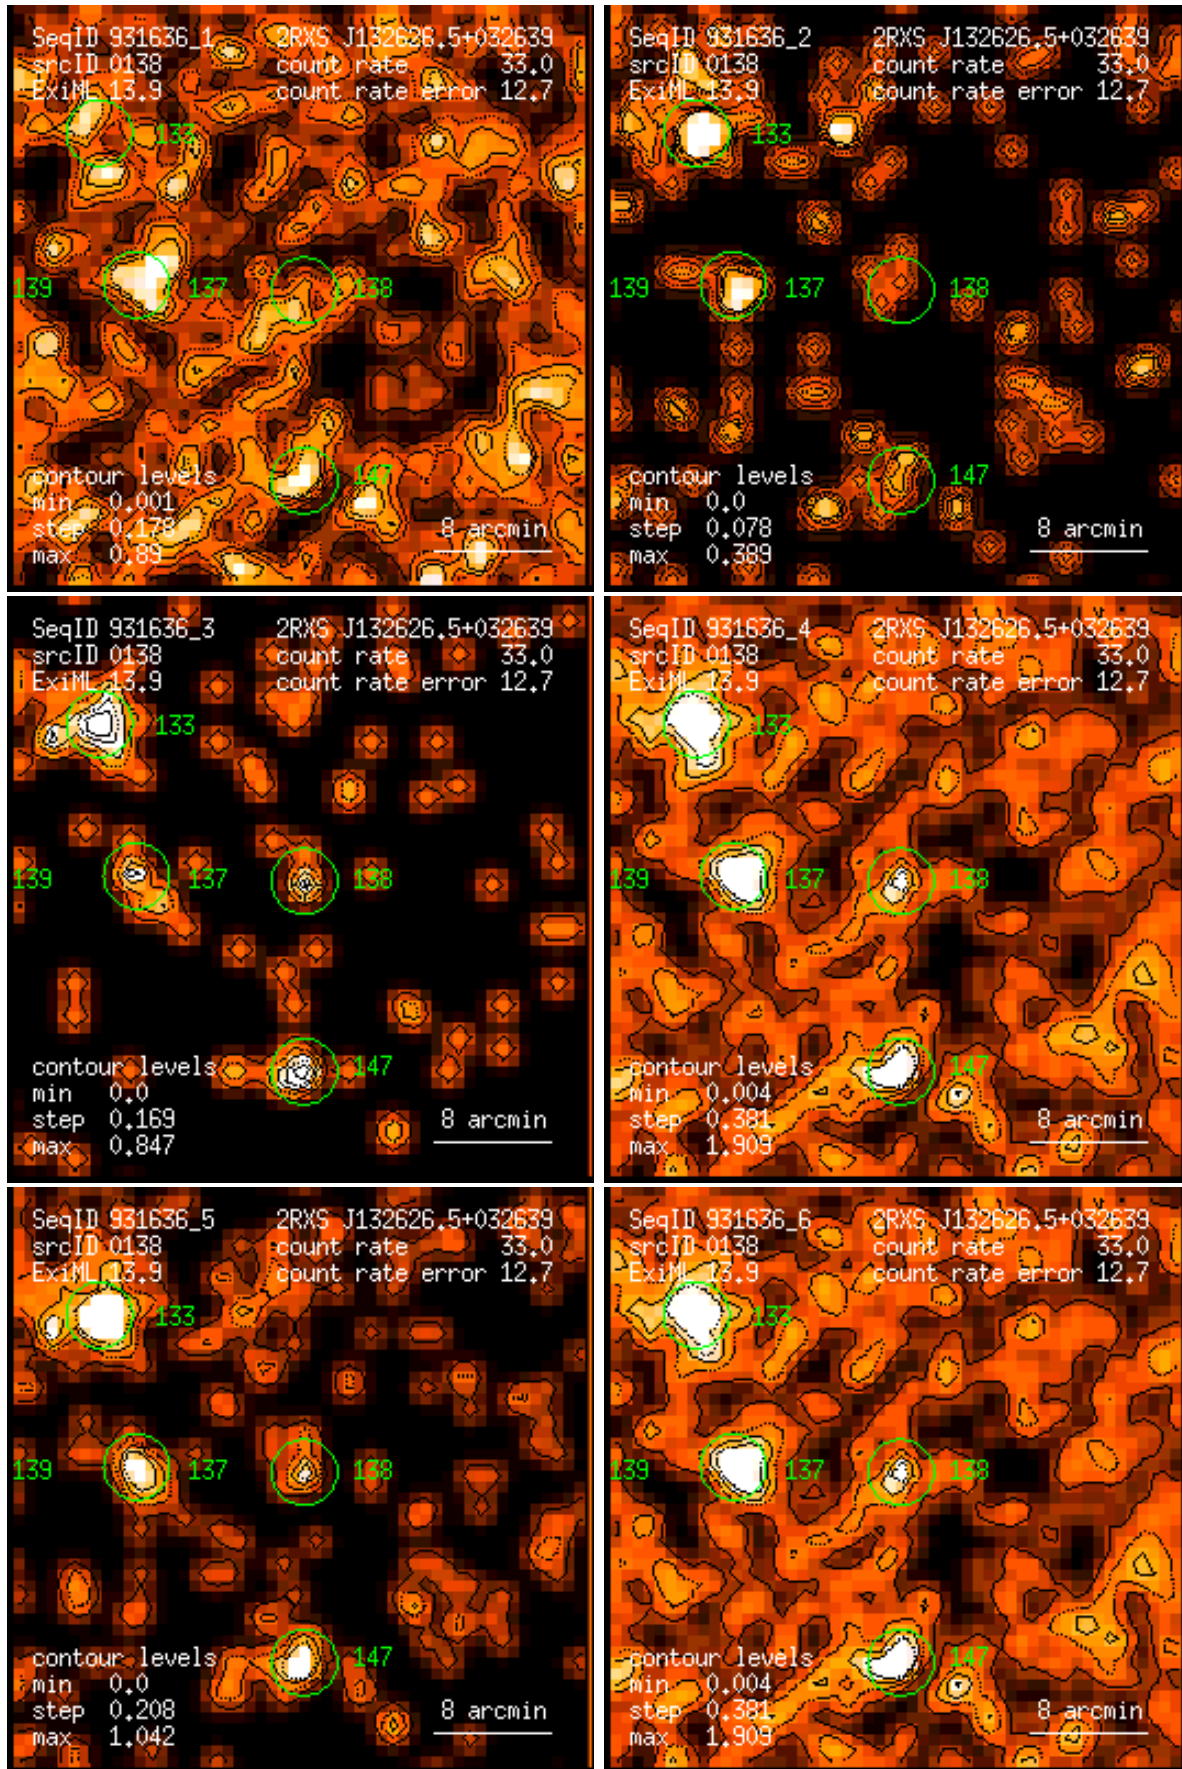 SeqID 931636_1 2RXS J132626.5+032639
srcID 0138 count rate 33.0
ExiML 13.9 count rate error 12.7
133
139 137 138
147
contour levels
min 0.001
step 0.178
max 0.89
8 arcmin
SeqID 931636_2 2RXS J132626.5+032639
srcID 0138 count rate 33.0
ExiML 13.9 count rate error 12.7
133
139 137 138
147
contour levels
min 0.0
step 0.078
max 0.389
8 arcmin
SeqID 931636_3 2RXS J132626.5+032639
srcID 0138 count rate 33.0
ExiML 13.9 count rate error 12.7
133
139 137 138
147
contour levels
min 0.0
step 0.169
max 0.847
8 arcmin
SeqID 931636_4 2RXS J132626.5+032639
srcID 0138 count rate 33.0
ExiML 13.9 count rate error 12.7
133
139 137 138
147
contour levels
min 0.004
step 0.381
max 1.909
8 arcmin
SeqID 931636_5 2RXS J132626.5+032639
srcID 0138 count rate 33.0
ExiML 13.9 count rate error 12.7
133
139 137 138
147
contour levels
min 0.0
step 0.208
max 1.042
8 arcmin
SeqID 931636_6 2RXS J132626.5+032639
srcID 0138 count rate 33.0
ExiML 13.9 count rate error 12.7
133
139 137 138
147
contour levels
min 0.004
step 0.381
max 1.909
8 arcmin